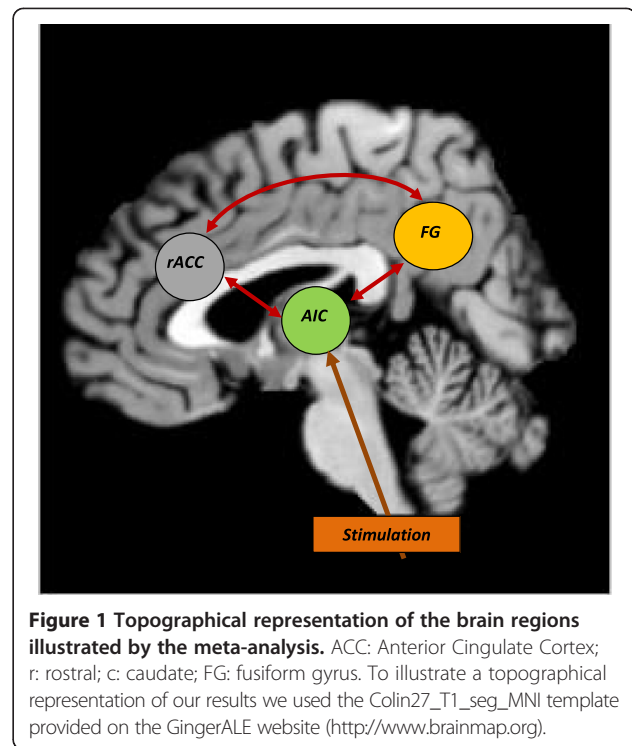 rACC
FG
AIC
Stimulation
Figure 1 Topographical representation of the brain regions
illustrated by the meta-analysis. ACC: Anterior Cingulate Cortex;
r: rostral; c: caudate; FG: fusiform gyrus. To illustrate a topographical
representation of our results we used the Colin27_T1_seg_MNI template
provided on the GingerALE website (http://www.brainmap.org).